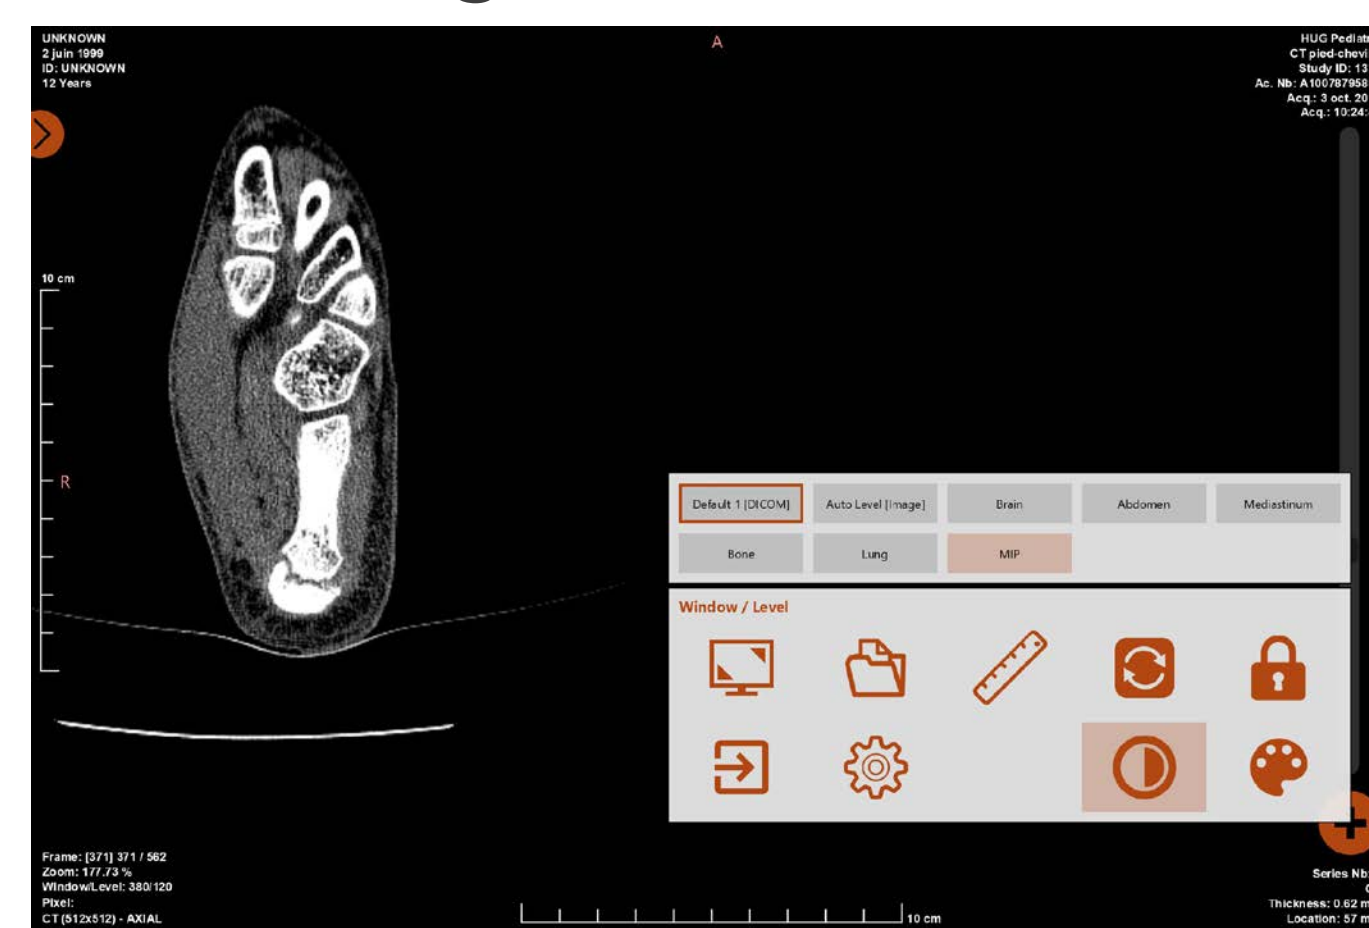 UNKNOWN
2 juin 1999
ID: UNKNOWN
12 Years
A
HUG Pediatr
CT pied-chevi
Study ID: 13
Ac. Nb: A100787958
Acq.: 3 oct. 20
Acq.: 10:24:
10 cm
R
Default 1 [DICOM]
Auto Level [Image]
Brain
Abdomen
Mediastinum
Bone
Lung
MIP
Window / Level
Frame: [371] 371 / 562
Zoom: 177.73 %
Window/Level: 380/120
Pixel:
CT (512x512) - AXIAL
10 cm
Series Nb:
Thickness: 0.62 m
Location: 57 m